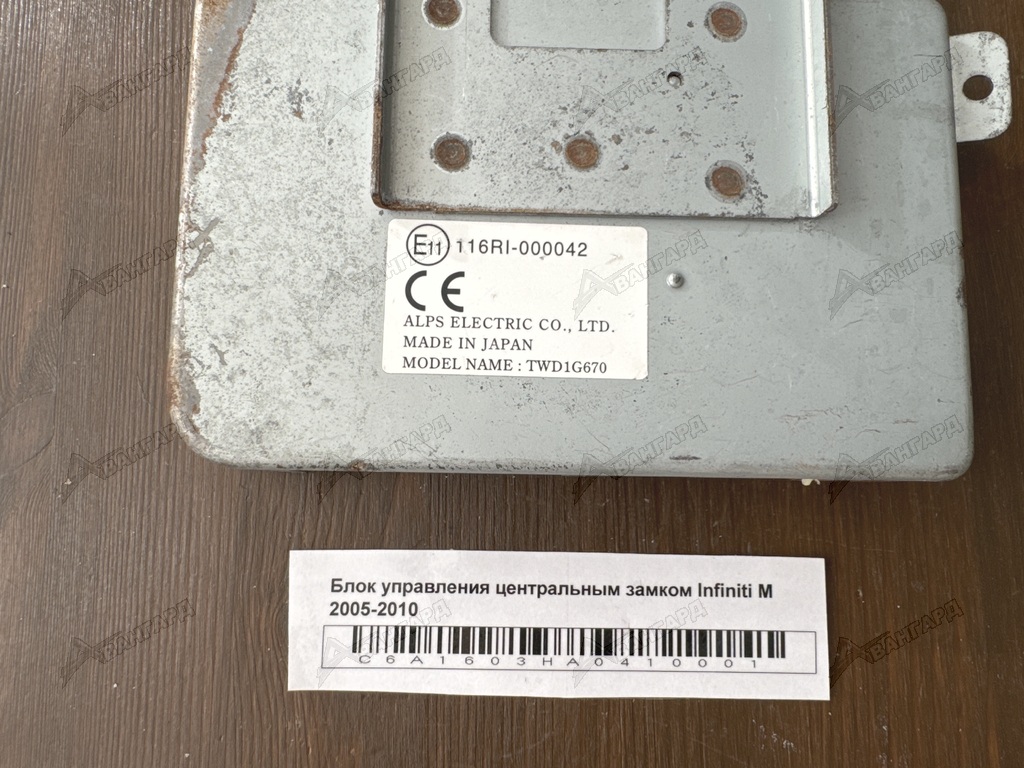 E11 116RI-000042
CE
ALPS ELECTRIC CO., LTD.
MADE IN JAPAN
MODEL NAME : TWD1G670
Блок управления центральным замком Infiniti M
2005-2010
C6A1603HA0410001
АВАНГАРД